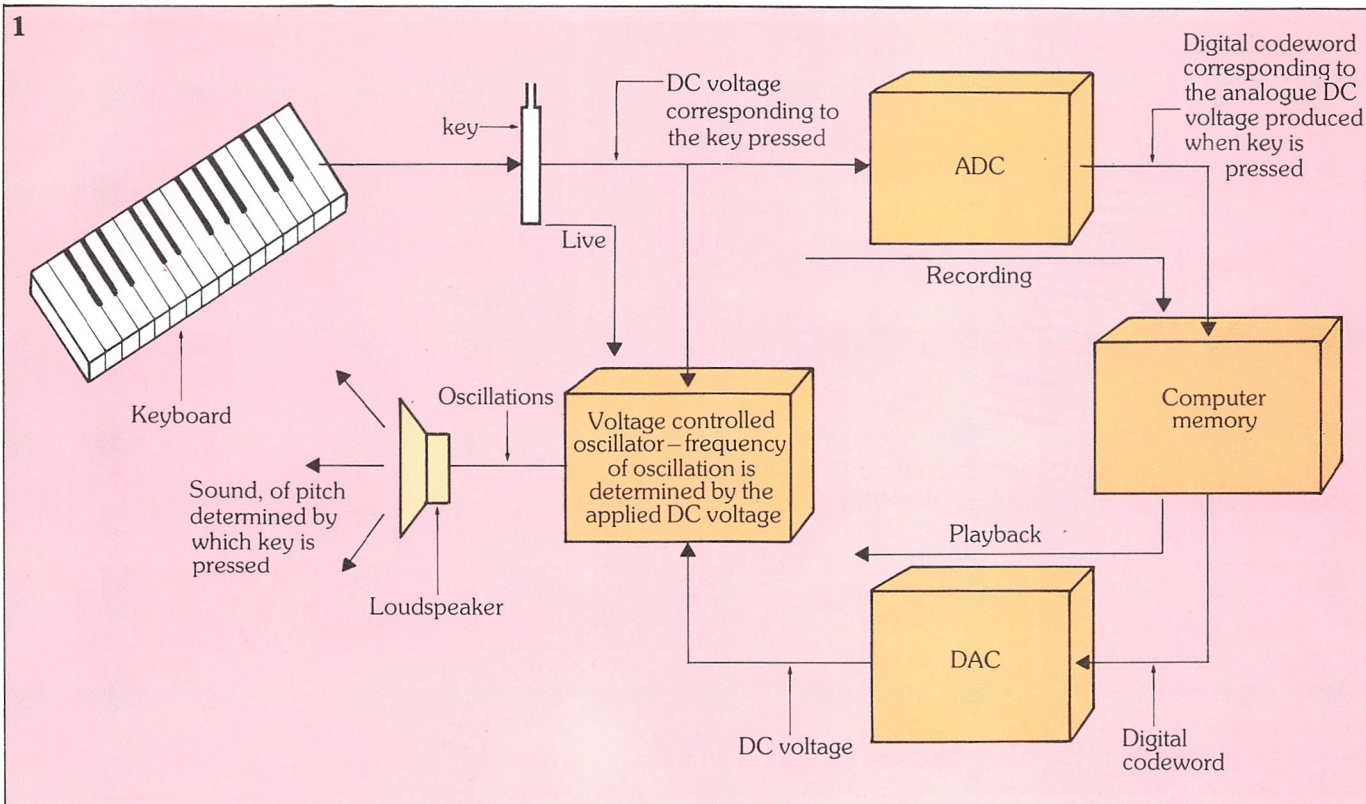 1
key
DC voltage
corresponding to
the key pressed
ADC
Digital codeword
corresponding to
the analogue DC
voltage produced
when key is
pressed
Live
Recording
Keyboard
Oscillations
Voltage controlled
oscillator – frequency
of oscillation is
determined by the
applied DC voltage
Computer
memory
Sound, of pitch
determined by
which key is
pressed
Loudspeaker
Playback
DAC
DC voltage
Digital
codeword